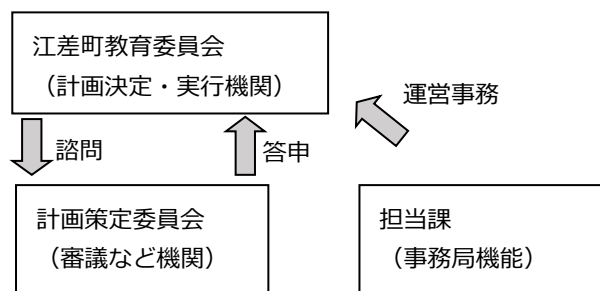 江差町教育委員会
（計画決定・実行機関）
運営事務
諮問
答申
計画策定委員会
（審議など機関）
担当課
（事務局機能）